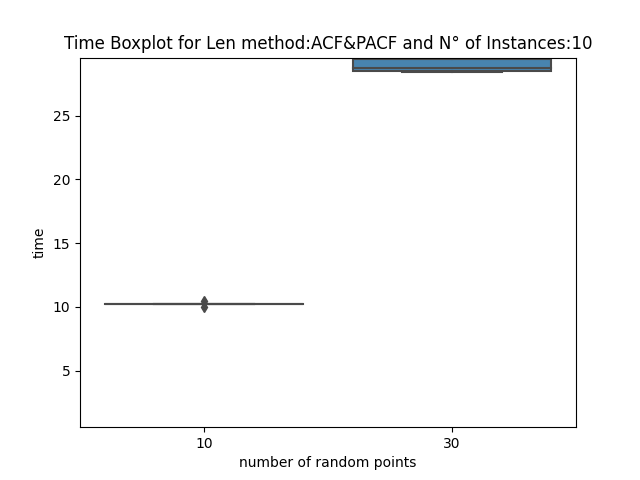 Time Boxplot for Len method:ACF&PACF and N° of Instances:10
25
20
15
10
5
time
10 30
number of random points